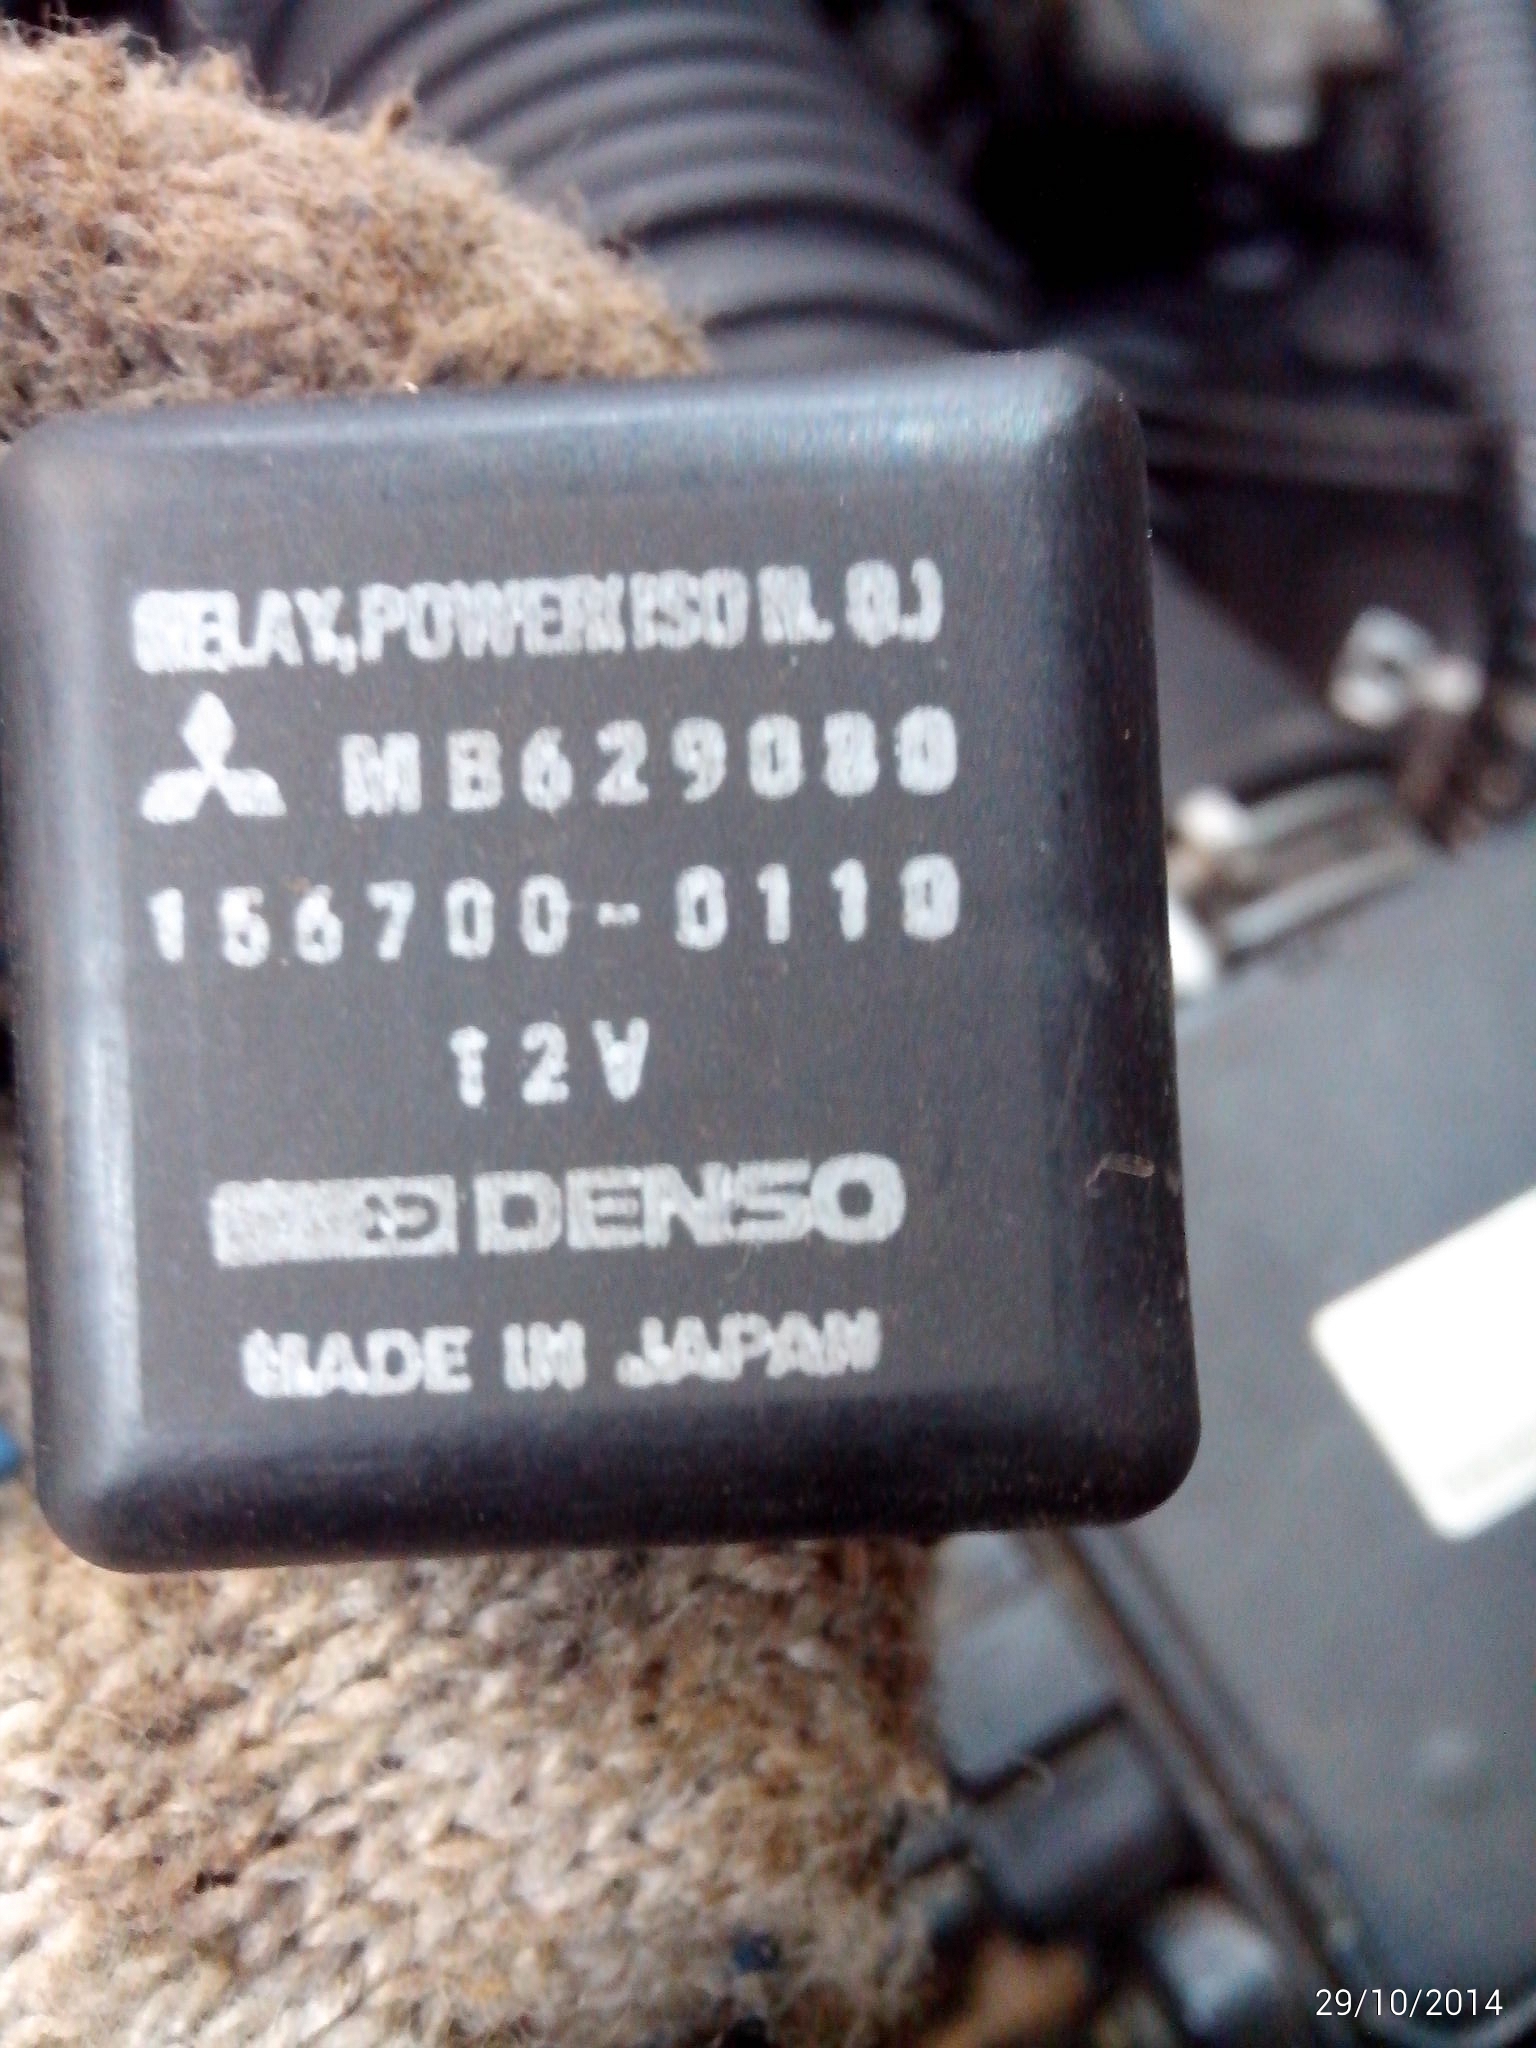 RELAY,POWER(ISO N.O.)
MB629080
156700-0110
12V
DENSO
MADE IN JAPAN
29/10/2014